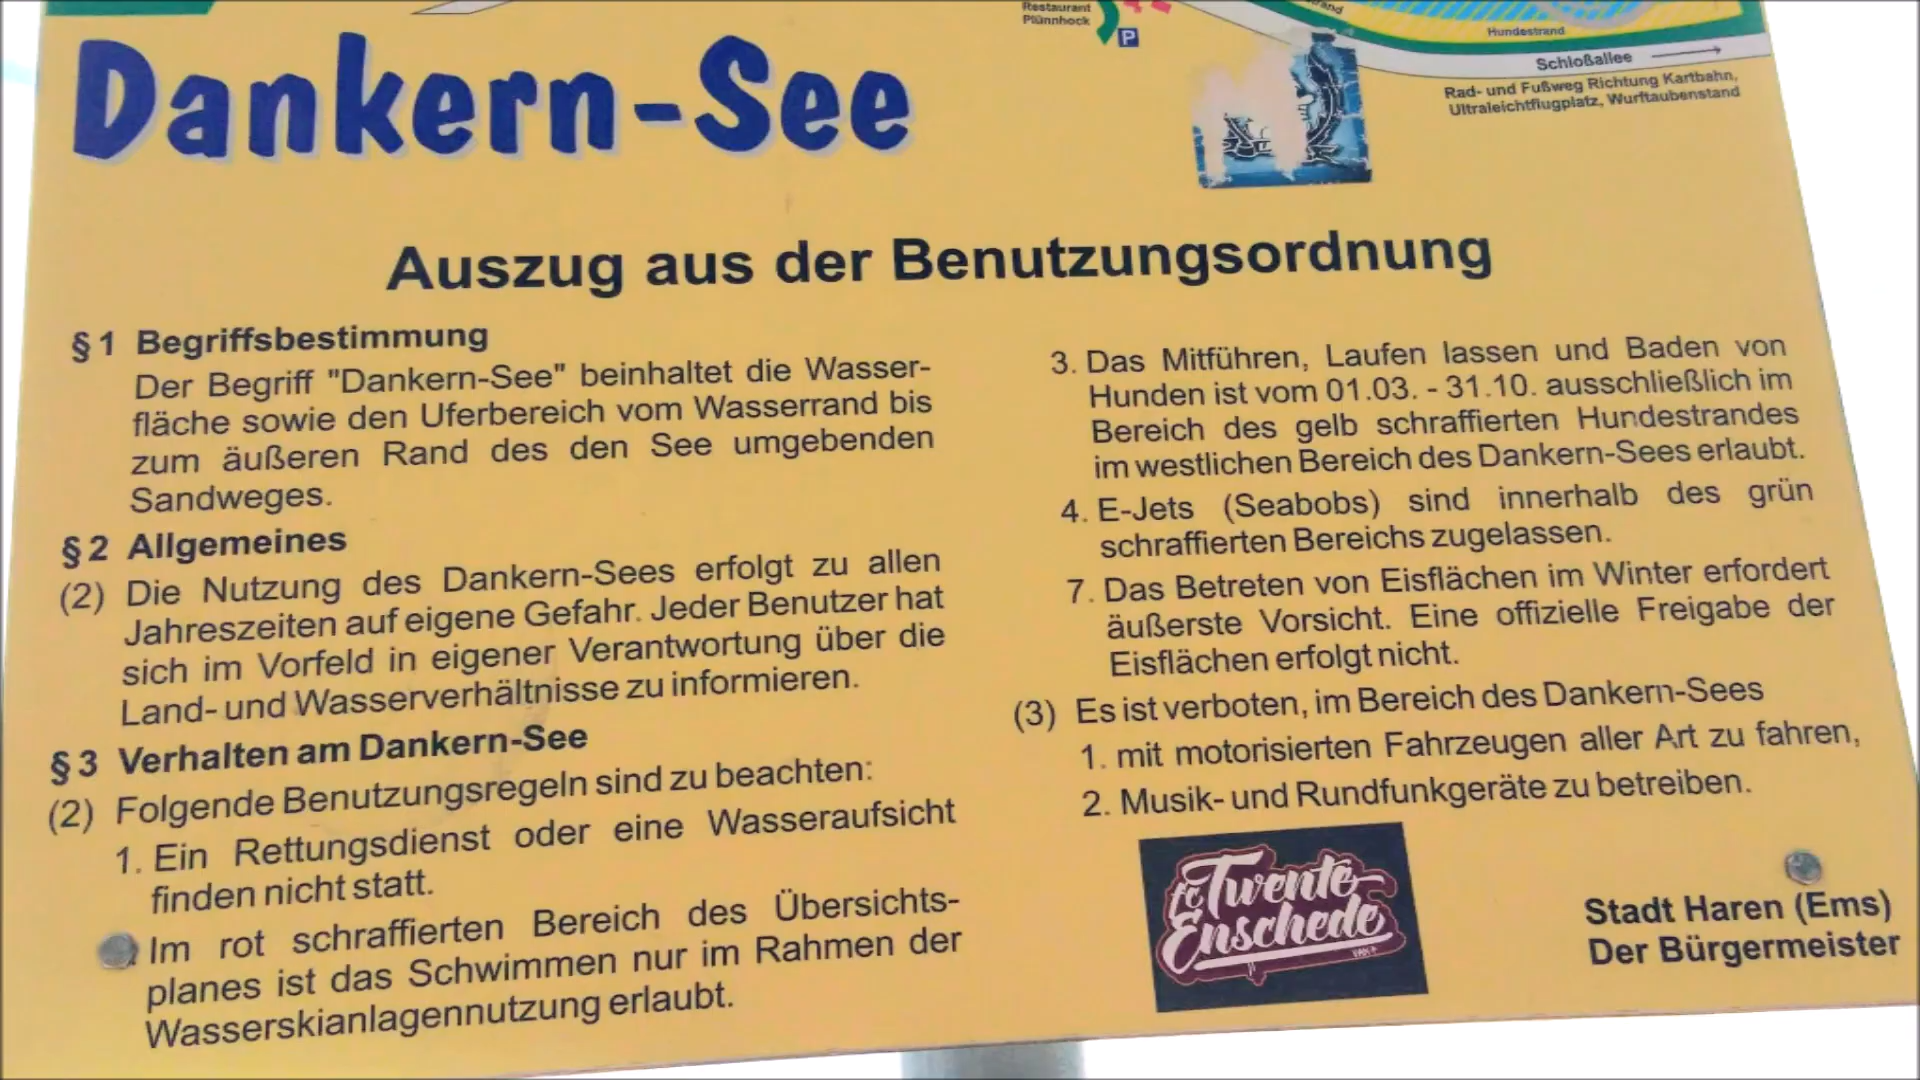 Restaurant
Plünnhock
P
Hundestrand
Schloßallee
Rad- und Fußweg Richtung Kartbahn,
Ultraleichtflugplatz, Wurftaubenstand
Dankern-See
Auszug aus der Benutzungsordnung
§ 1 Begriffsbestimmung
Der Begriff "Dankern-See" beinhaltet die Wasser-
fläche sowie den Uferbereich vom Wasserrand bis
zum äußeren Rand des den See umgebenden
Sandweges.
§ 2 Allgemeines
(2) Die Nutzung des Dankern-Sees erfolgt zu allen
Jahreszeiten auf eigene Gefahr. Jeder Benutzer hat
sich im Vorfeld in eigener Verantwortung über die
Land- und Wasserverhältnisse zu informieren.
§ 3 Verhalten am Dankern-See
(2) Folgende Benutzungsregeln sind zu beachten:
1. Ein Rettungsdienst oder eine Wasseraufsicht
finden nicht statt.
Im rot schraffierten Bereich des Übersichts-
planes ist das Schwimmen nur im Rahmen der
Wasserskianlagennutzung erlaubt.
3. Das Mitführen, Laufen lassen und Baden von
Hunden ist vom 01.03. - 31.10. ausschließlich im
Bereich des gelb schraffierten Hundestrandes
im westlichen Bereich des Dankern-Sees erlaubt.
4. E-Jets (Seabobs) sind innerhalb des grün
schraffierten Bereichs zugelassen.
7. Das Betreten von Eisflächen im Winter erfordert
äußerste Vorsicht. Eine offizielle Freigabe der
Eisflächen erfolgt nicht.
(3) Es ist verboten, im Bereich des Dankern-Sees
1. mit motorisierten Fahrzeugen aller Art zu fahren,
2. Musik- und Rundfunkgeräte zu betreiben.
fc Twente
Enschede
Stadt Haren (Ems)
Der Bürgermeister